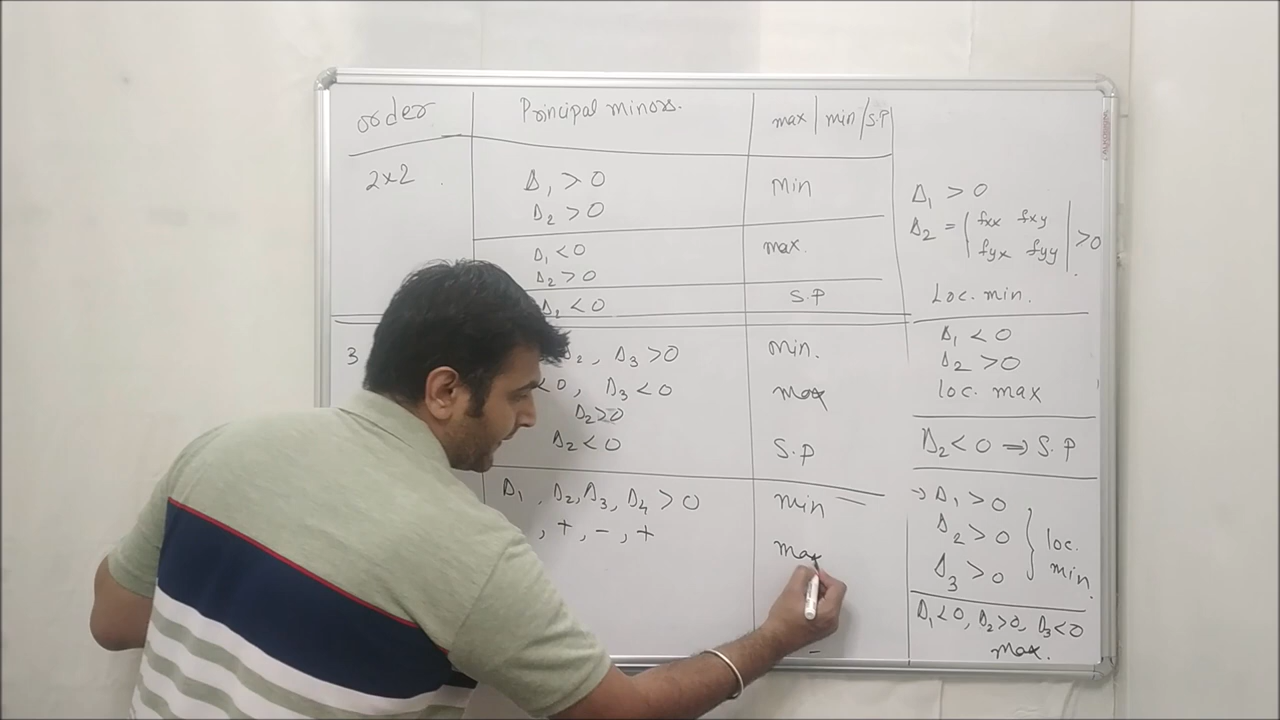 order Principal minors. max | min / S.P
2x2 Δ₁ > 0 min
Δ₂ > 0
Δ₁ < 0 max.
Δ₂ > 0
Δ₂ < 0 S.P
3 Δ₂, Δ₃ > 0 min.
< 0, Δ₃ < 0 max
Δ₂ > 0
Δ₂ < 0 S.P
Δ₁, Δ₂, Δ₃, Δ₄ > 0 min
, +, -, + max
Δ₁ > 0
Δ₂ = | fxx fxy | > 0
| fyx fyy | .
Loc. min.
Δ₁ < 0
Δ₂ > 0
loc. max
Δ₂ < 0 ⇒ S.P
→ Δ₁ > 0
Δ₂ > 0 } loc.
Δ₃ > 0 min.
Δ₁ < 0, Δ₂ > 0, Δ₃ < 0
max.